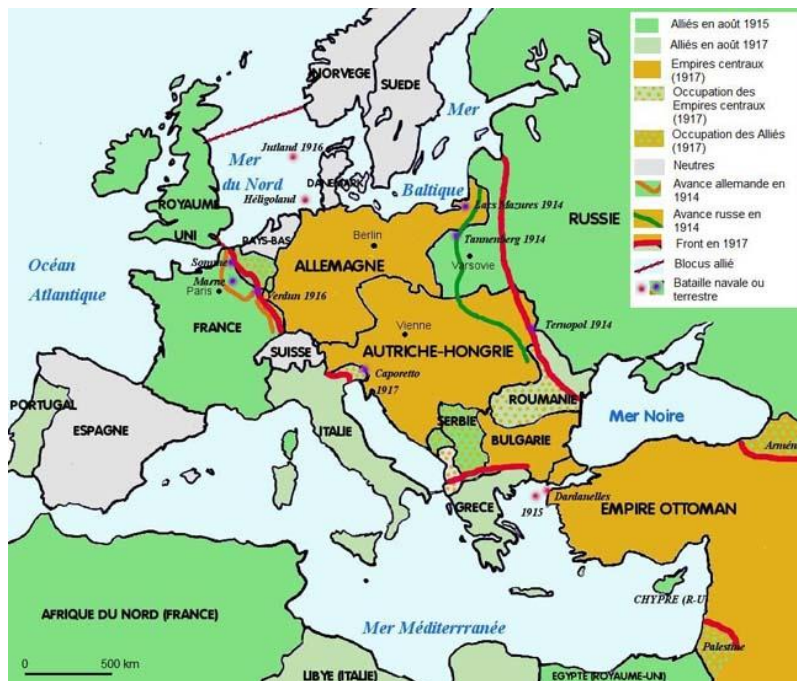 Alliés en août 1915
Alliés en août 1917
Empires centraux
(1917)
Occupation des
Empires centraux
(1917)
Occupation des Alliés
(1917)
Neutres
Avance allemande en
1914
Avance russe en
1914
Front en 1917
Blocus allié
Bataille navale ou
terrestre
NORVEGE
SUEDE
Mer
Baltique
Jutland 1916
Mer
du Nord
Héligoland
DANEMARK
ROYAUME
UNI
PAYS-BAS
Lacs Mazures 1914
Tannenberg 1914
RUSSIE
Berlin
ALLEMAGNE
Varsovie
Océan
Atlantique
Somme
Marne
Paris
Verdun 1916
FRANCE
Vienne
AUTRICHE-HONGRIE
Ternopol 1914
SUISSE
Caporetto
1917
ROUMANIE
PORTUGAL
ESPAGNE
ITALIE
SERBIE
BULGARIE
Mer Noire
Armén
GRECE
1915
Dardanelles
EMPIRE OTTOMAN
CHYPRE (R-U
AFRIQUE DU NORD (FRANCE)
Mer Méditerrranée
Palestine
0
500 km
LIBYE (ITALIE)
EGYPTE (ROYAUME-UNI)